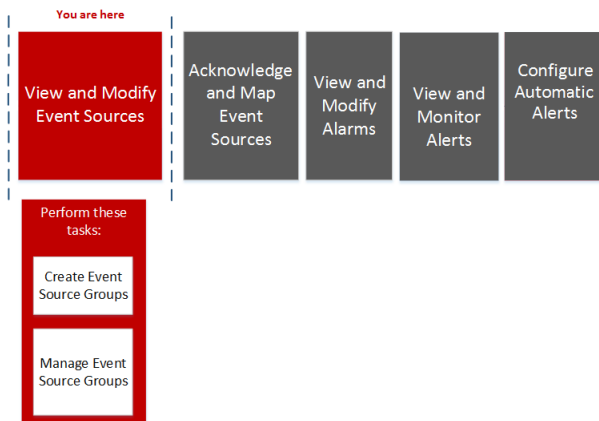 You are here
View and Modify
Event Sources
Acknowledge
and Map
Event
Sources
View and
Modify
Alarms
View and
Monitor
Alerts
Configure
Automatic
Alerts
Perform these
tasks:
Create Event
Source Groups
Manage Event
Source Groups